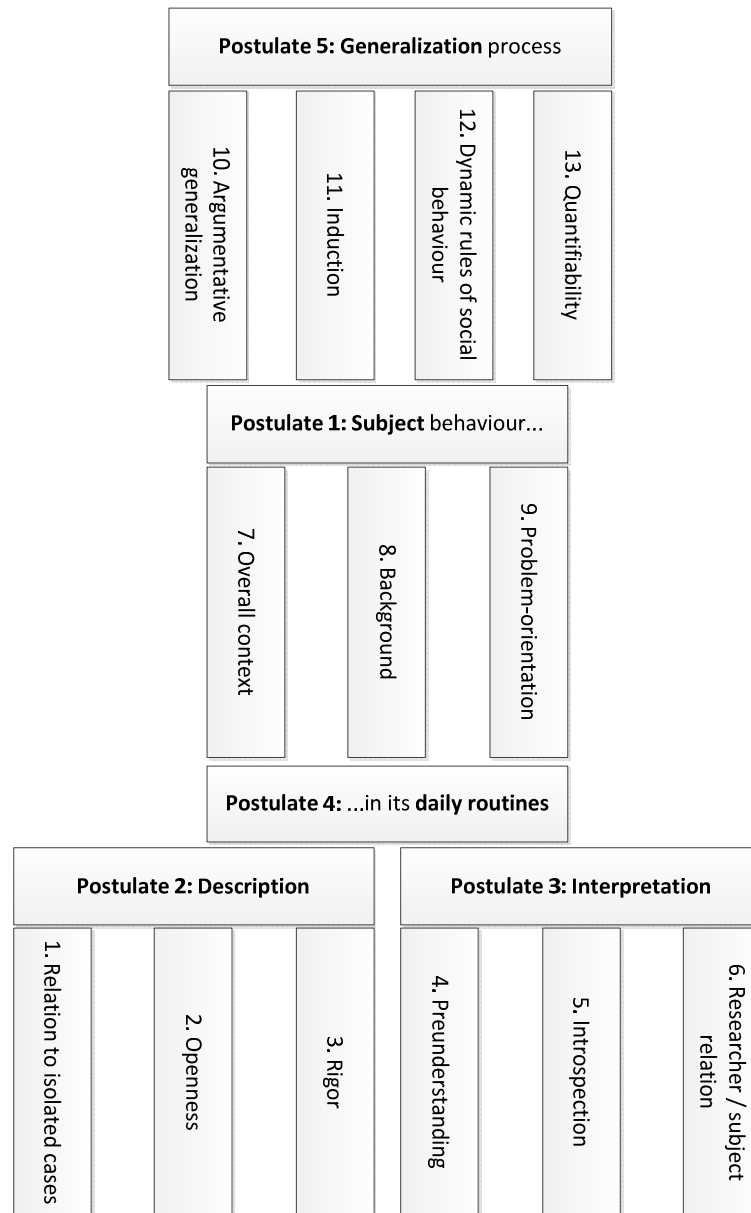 Postulate 5: Generalization process
10. Argumentative
generalization
11. Induction
12. Dynamic rules of social
behaviour
13. Quantifiability
Postulate 1: Subject behaviour...
7. Overall context
8. Background
9. Problem-orientation
Postulate 4: ...in its daily routines
Postulate 2: Description
Postulate 3: Interpretation
1. Relation to isolated cases
2. Openness
3. Rigor
4. Preunderstanding
5. Introspection
6. Researcher / subject
relation